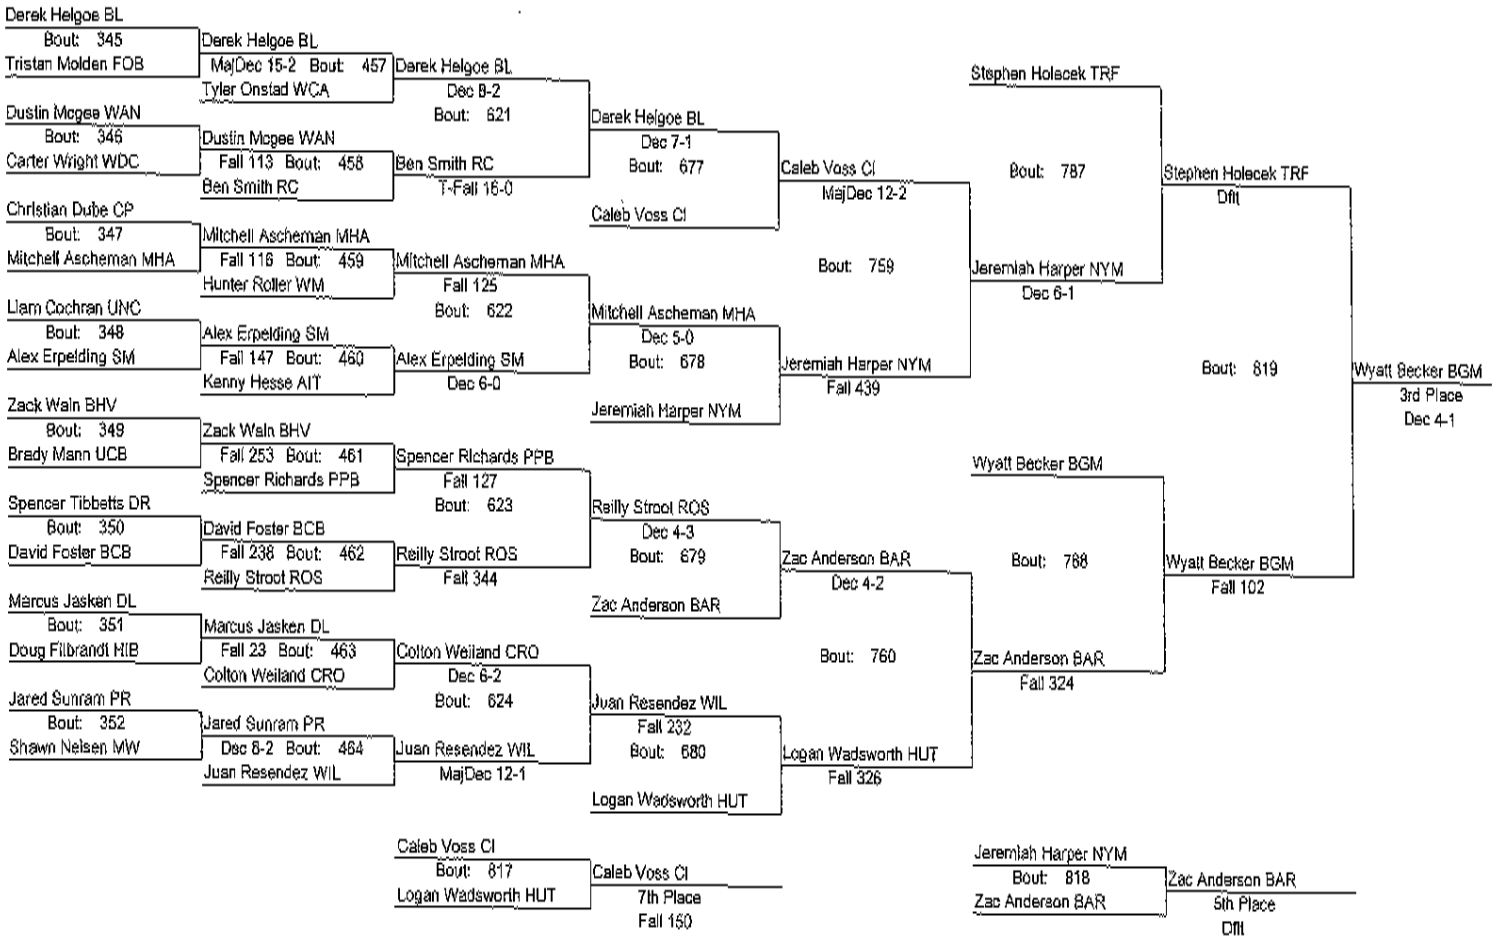 Derek Helgoe BL
Bout: 345
Tristan Molden FOB
Dustin Mcgee WAN
Bout: 346
Carter Wright WDC
Christian Dube CP
Bout: 347
Mitchell Ascheman MHA
Liam Cochran UNC
Bout: 348
Alex Erpelding SM
Zack Waln BHV
Bout: 349
Brady Mann UCB
Spencer Tibbetts DR
Bout: 350
David Foster BCB
Marcus Jasken DL
Bout: 351
Doug Filbrandt HIB
Jared Sunram PR
Bout: 352
Shawn Nelsen MW
Derek Helgoe BL
MajDec 15-2 Bout: 457
Tyler Onstad WCA
Dustin Mcgee WAN
Fall 113 Bout: 458
Ben Smith RC
Mitchell Ascheman MHA
Fall 116 Bout: 459
Hunter Roller WM
Alex Erpelding SM
Fall 147 Bout: 460
Kenny Hesse AIT
Zack Waln BHV
Fall 253 Bout: 461
Spencer Richards PPB
David Foster BCB
Fall 238 Bout: 462
Reilly Stroot ROS
Marcus Jasken DL
Fall 23 Bout: 463
Colton Weiland CRO
Jared Sunram PR
Dec 8-2 Bout: 464
Juan Resendez WIL
Derek Helgoe BL
Dec 8-2
Bout: 621
Ben Smith RC
T-Fall 16-0
Mitchell Ascheman MHA
Fall 125
Bout: 622
Alex Erpelding SM
Dec 6-0
Spencer Richards PPB
Fall 127
Bout: 623
Reilly Stroot ROS
Fall 344
Colton Weiland CRO
Dec 6-2
Bout: 624
Juan Resendez WIL
MajDec 12-1
Derek Helgoe BL
Dec 7-1
Bout: 677
Caleb Voss CI
Mitchell Ascheman MHA
Dec 5-0
Bout: 678
Jeremiah Harper NYM
Reilly Stroot ROS
Dec 4-3
Bout: 679
Zac Anderson BAR
Juan Resendez WIL
Fall 232
Bout: 680
Logan Wadsworth HUT
Caleb Voss CI
MajDec 12-2
Bout: 759
Jeremiah Harper NYM
Fall 439
Zac Anderson BAR
Dec 4-2
Bout: 760
Logan Wadsworth HUT
Fall 326
Stephen Holecek TRF
Bout: 787
Jeremiah Harper NYM
Dec 6-1
Wyatt Becker BGM
Bout: 768
Zac Anderson BAR
Fall 324
Stephen Holecek TRF
Dflt
Bout: 819
Wyatt Becker BGM
Fall 102
Wyatt Becker BGM
3rd Place
Dec 4-1
Caleb Voss CI
Bout: 817
Logan Wadsworth HUT
Caleb Voss CI
7th Place
Fall 150
Jeremiah Harper NYM
Bout: 818
Zac Anderson BAR
Zac Anderson BAR
5th Place
Dflt